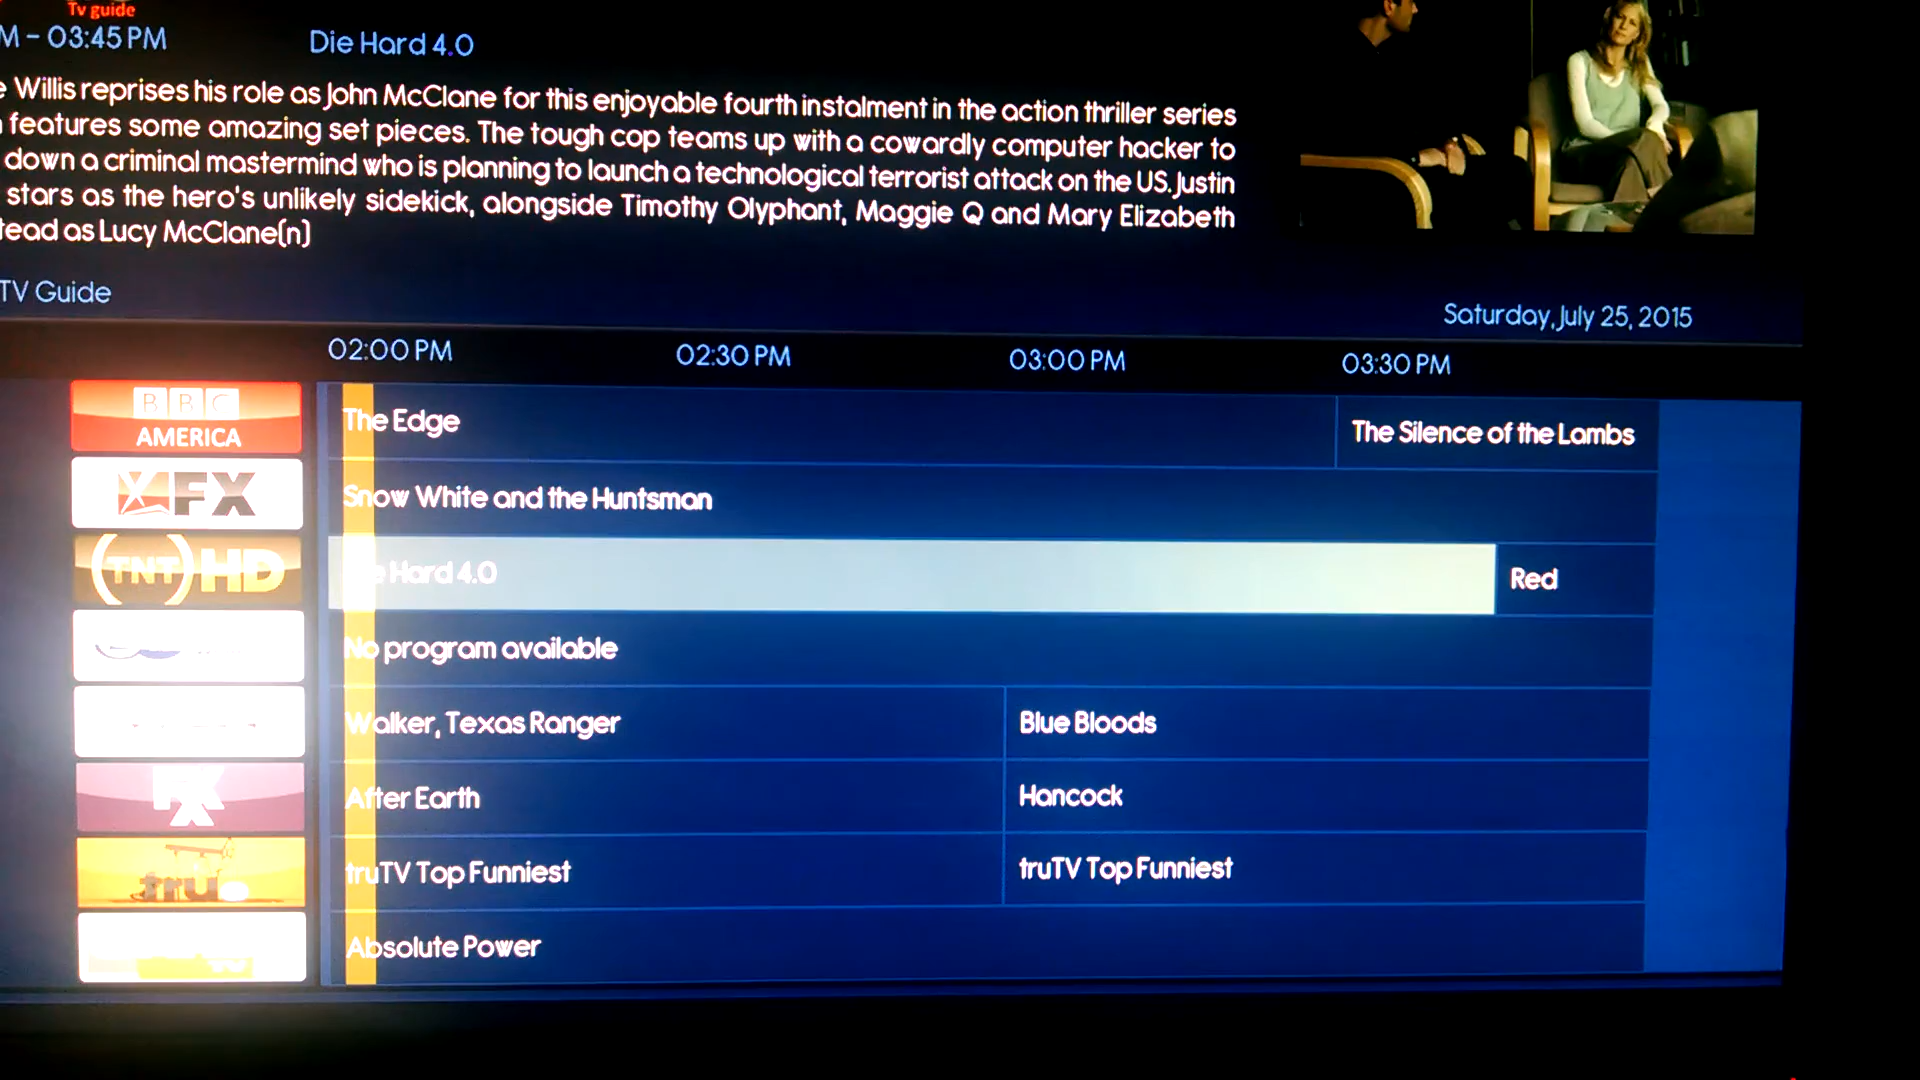 Tv guide
M - 03:45 PM Die Hard 4.0
e Willis reprises his role as John McClane for this enjoyable fourth instalment in the action thriller series
features some amazing set pieces. The tough cop teams up with a cowardly computer hacker to
down a criminal mastermind who is planning to launch a technological terrorist attack on the US. Justin
stars as the hero's unlikely sidekick, alongside Timothy Olyphant, Maggie Q and Mary Elizabeth
tead as Lucy McClane(n)
TV Guide
Saturday, July 25, 2015
02:00 PM 02:30 PM 03:00 PM 03:30 PM
BBC
AMERICA
The Edge The Silence of the Lambs
FX
Snow White and the Huntsman
(TNT) HD
Die Hard 4.0 Red
No program available
Walker, Texas Ranger Blue Bloods
FX
X
After Earth Hancock
tru
truTV Top Funniest truTV Top Funniest
TV
Absolute Power